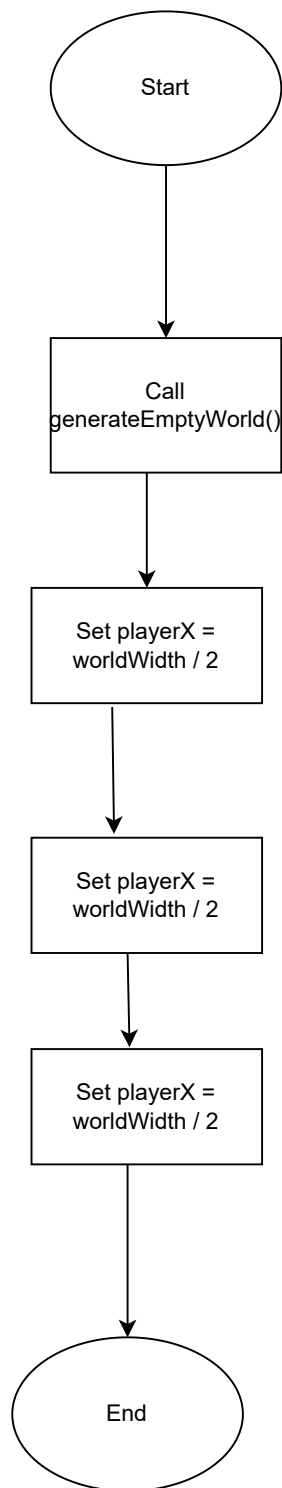 Start
Call
generateEmptyWorld()
Set playerX =
worldWidth / 2
Set playerX =
worldWidth / 2
Set playerX =
worldWidth / 2
End